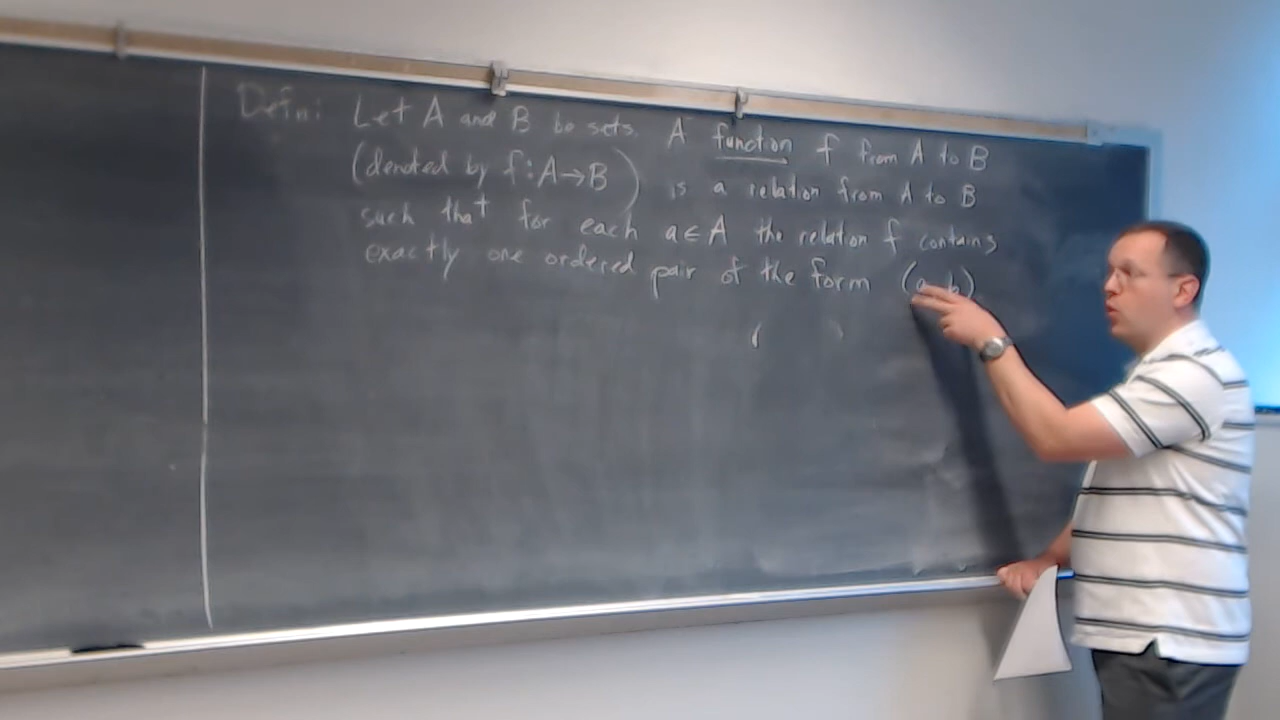 Defn: Let A and B be sets. A function f from A to B
(denoted by f: A→B) is a relation from A to B
such that for each a∈A the relation f contains
exactly one ordered pair of the form (a, b)
( )